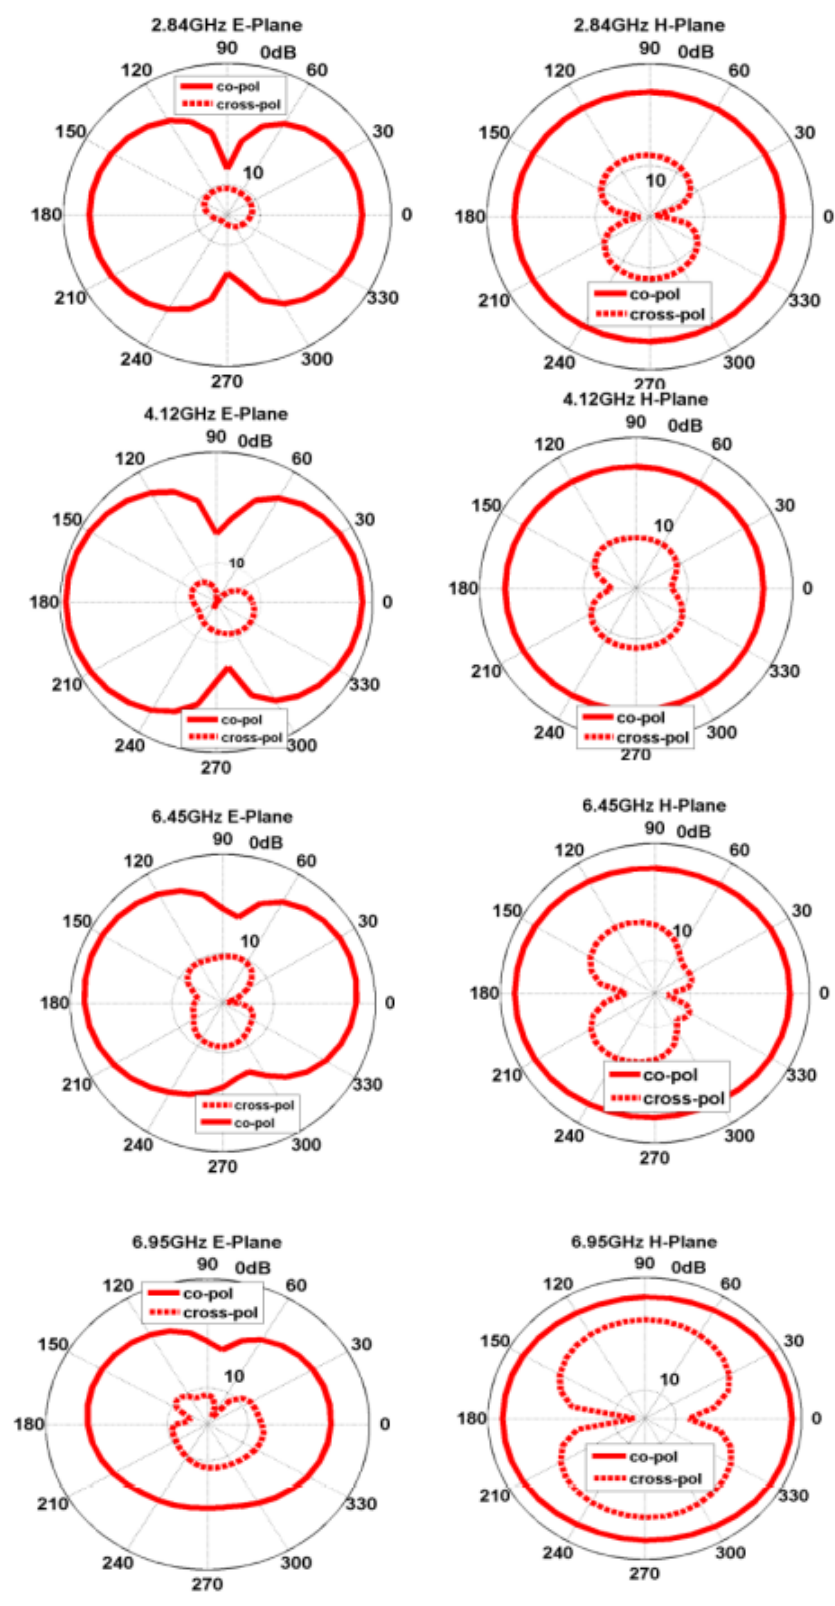 2.84GHz E-Plane
90 0dB
120 60
co-pol
cross-pol
150 30
10
180 0
210 330
240 300
270
2.84GHz H-Plane
90 0dB
120 60
150 30
10
180 0
co-pol
210 330
cross-pol
240 300
270
4.12GHz E-Plane
90 0dB
120 60
150 30
10
180 0
210 330
co-pol
cross-pol
240 300
270
4.12GHz H-Plane
90 0dB
120 60
150 30
10
180 0
210 330
co-pol
240 300
cross-pol
270
6.45GHz E-Plane
90 0dB
120 60
150 30
10
180 0
210 330
cross-pol
co-pol
240 300
270
6.45GHz H-Plane
90 0dB
120 60
150 30
10
180 0
210 330
co-pol
cross-pol
240 300
270
6.95GHz E-Plane
90 0dB
120 60
co-pol
cross-pol
150 30
10
180 0
210 330
240 300
270
6.95GHz H-Plane
90 0dB
120 60
150 30
10
180 0
co-pol
cross-pol
210 330
240 300
270